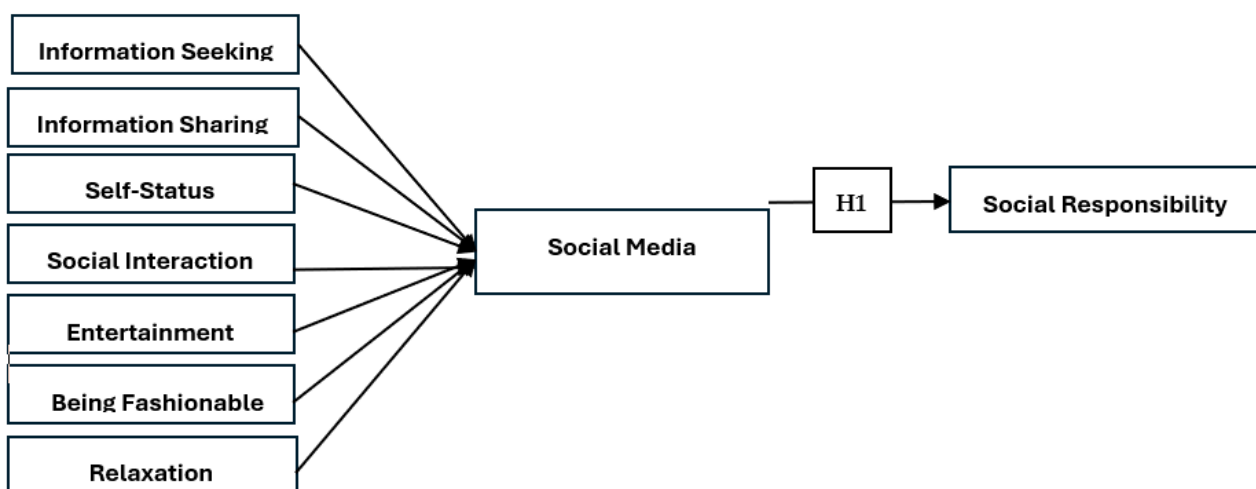 Information Seeking
Information Sharing
Self-Status
Social Interaction
Entertainment
Being Fashionable
Relaxation
Social Media
H1
Social Responsibility